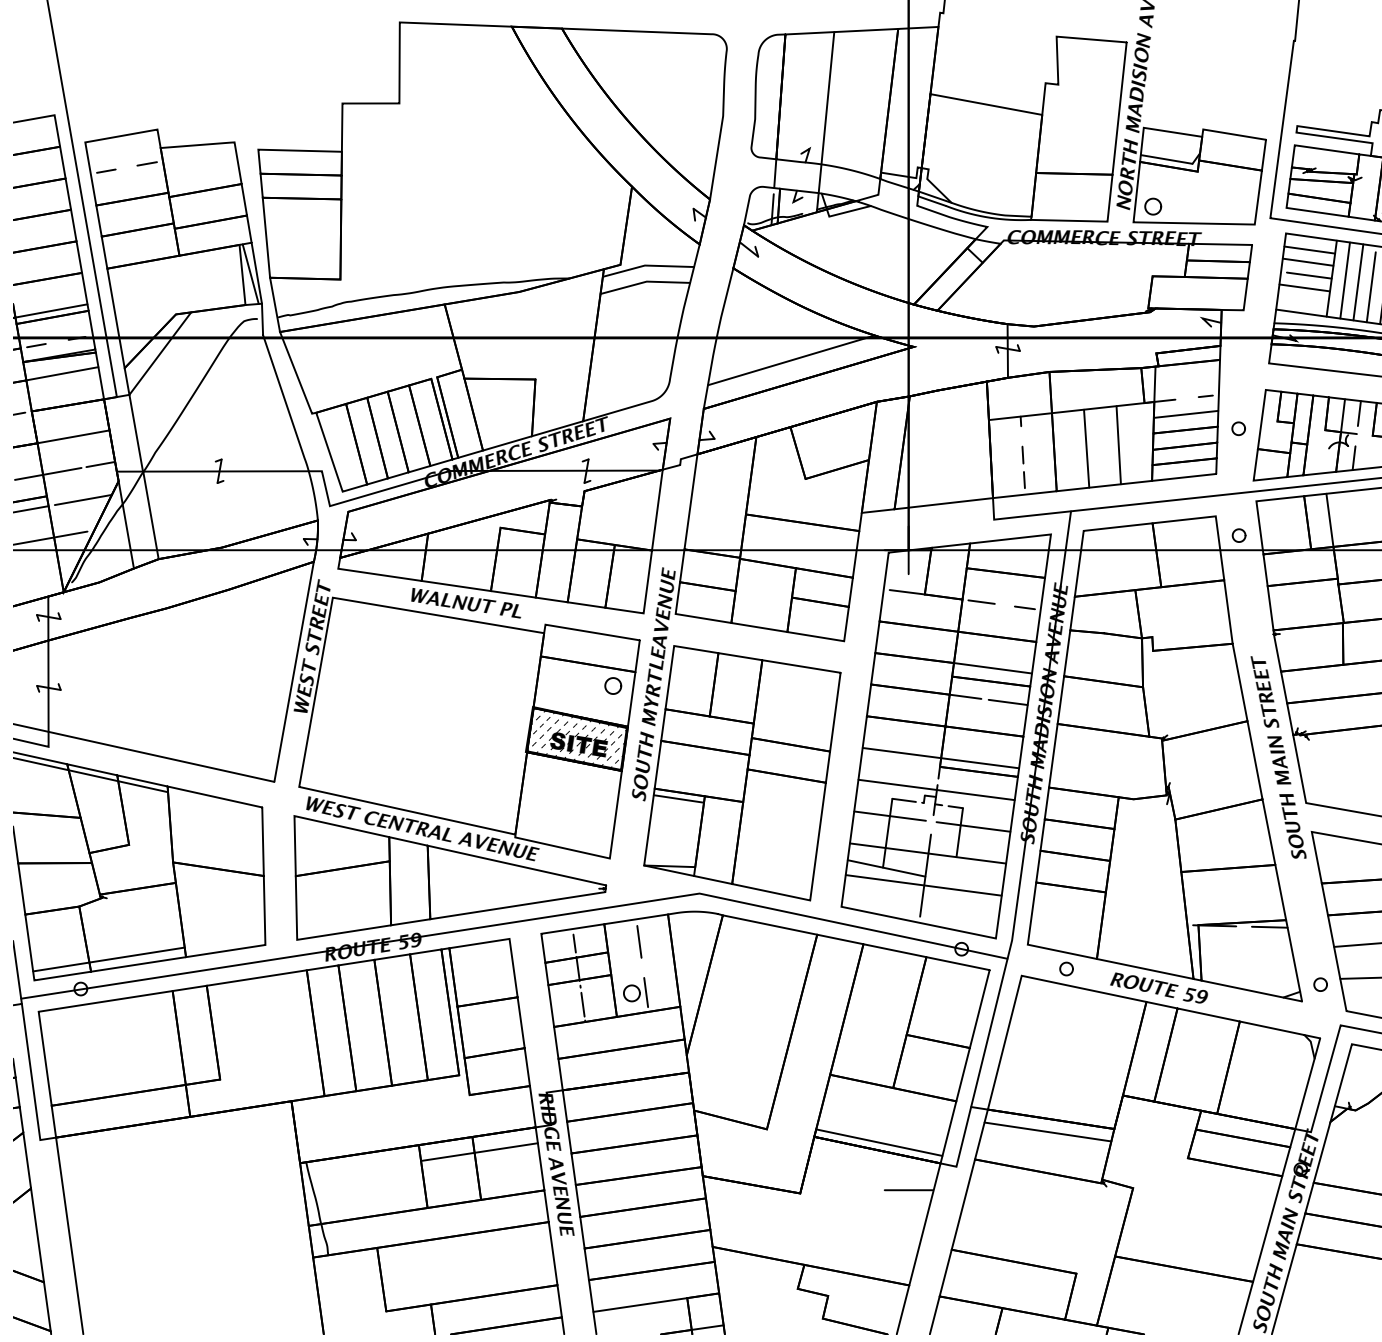 NORTH MADISION AV
COMMERCE STREET
COMMERCE STREET
WALNUT PL
WEST STREET
SOUTH MYRTLEAVENUE
SOUTH MADISION AVENUE
SOUTH MAIN STREET
SITE
WEST CENTRAL AVENUE
ROUTE 59
ROUTE 59
RIDGE AVENUE
SOUTH MAIN STREET